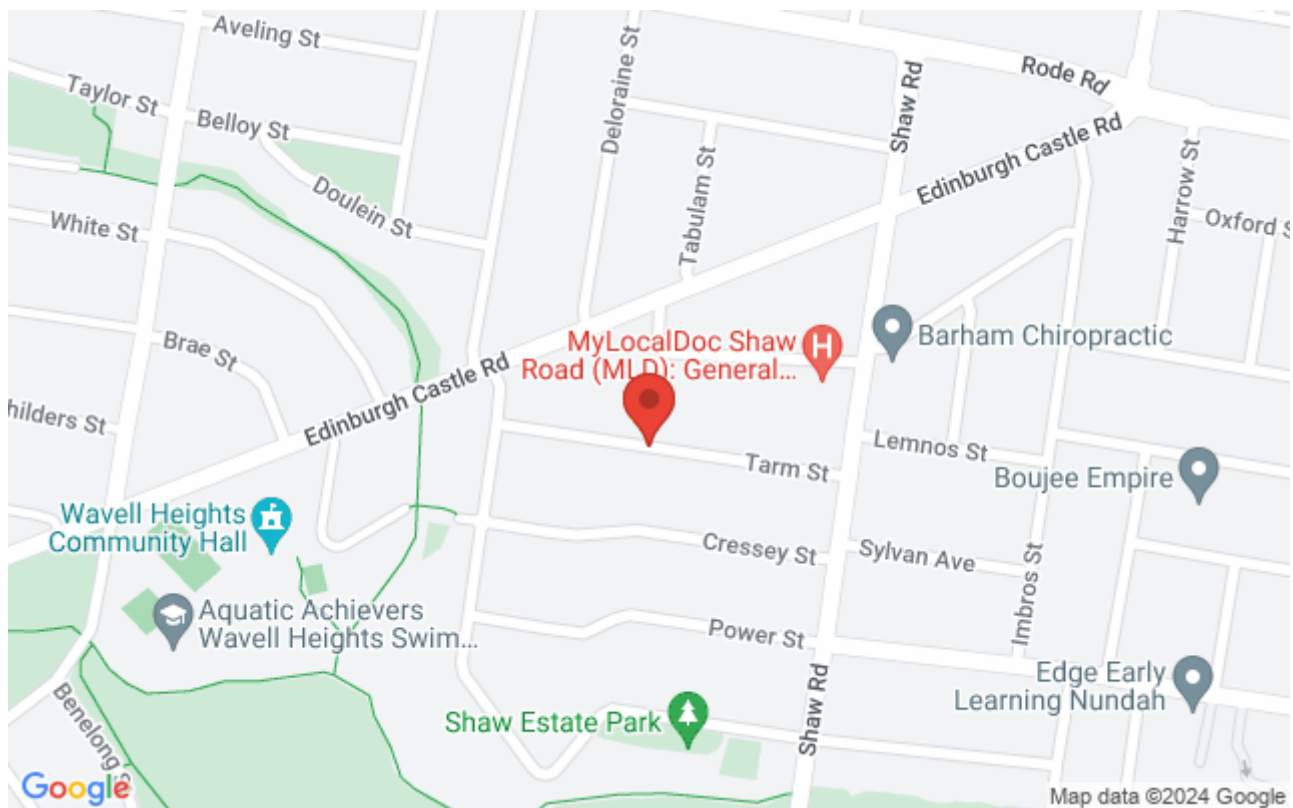 Aveling St
Deloraine St
Shaw Rd
Rode Rd
Taylor St
Belloy St
Edinburgh Castle Rd
Harrow St
Tabulam St
Doulein St
White St
Oxford S
MyLocalDoc Shaw
Road (MLD): General...
Barham Chiropractic
Brae St
Edinburgh Castle Rd
hilders St
Lemnos St
Tarm St
Boujee Empire
Wavell Heights
Community Hall
Cressey St
Sylvan Ave
Imbros St
Aquatic Achievers
Wavell Heights Swim...
Power St
Edge Early
Learning Nundah
Benelong S
Shaw Estate Park
Shaw Rd
Google
Map data ©2024 Google